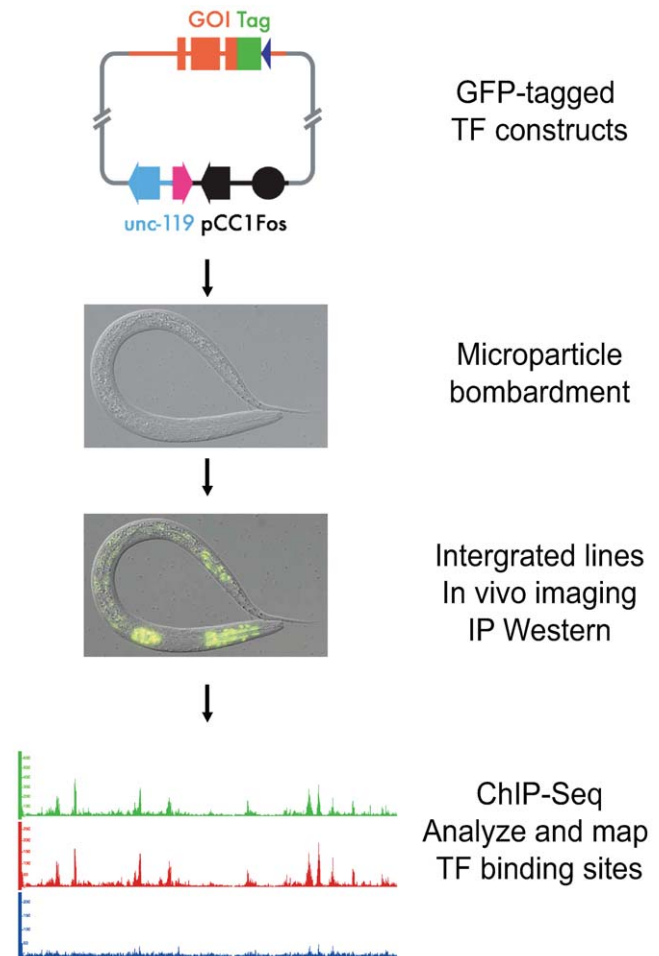 GOI Tag
unc-119 pCC1Fos
GFP-tagged
TF constructs
Microparticle
bombardment
Intergrated lines
In vivo imaging
IP Western
ChIP-Seq
Analyze and map
TF binding sites